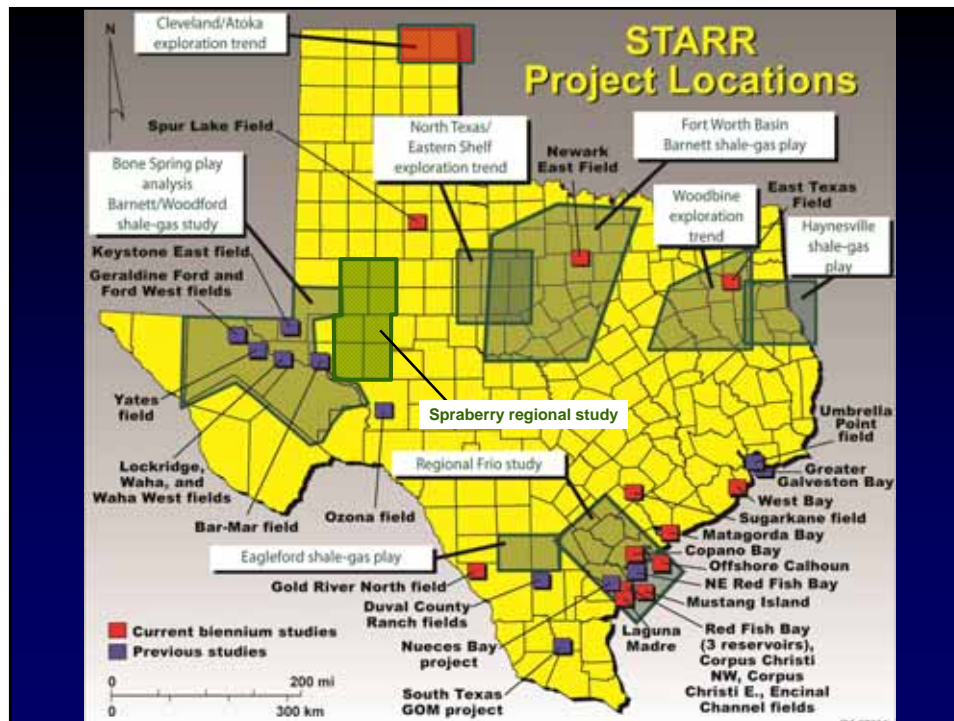 STARR
Project Locations
N
Cleveland/Atoka
exploration trend
Spur Lake Field
North Texas/
Eastern Shelf
exploration trend
Newark
East Field
Fort Worth Basin
Barnett shale-gas play
Bone Spring play
analysis
Barnett/Woodford
shale-gas study
Woodbine
exploration
trend
East Texas
Field
Haynesville
shale-gas
play
Keystone East field
Geraldine Ford and
Ford West fields
Yates
field
Spraberry regional study
Lockridge,
Waha, and
Waha West fields
Bar-Mar field
Ozona field
Regional Frio study
Umbrella
Point
field
Greater
Galveston Bay
West Bay
Sugarkane field
Matagorda Bay
Copano Bay
Offshore Calhoun
NE Red Fish Bay
Mustang Island
Eagleford shale-gas play
Gold River North field
Duval County
Ranch fields
Nueces Bay
project
South Texas
GOM project
Laguna
Madre
Red Fish Bay
(3 reservoirs),
Corpus Christi
NW, Corpus
Christi E., Encinal
Channel fields
Current biennium studies
Previous studies
0 200 mi
0 300 km